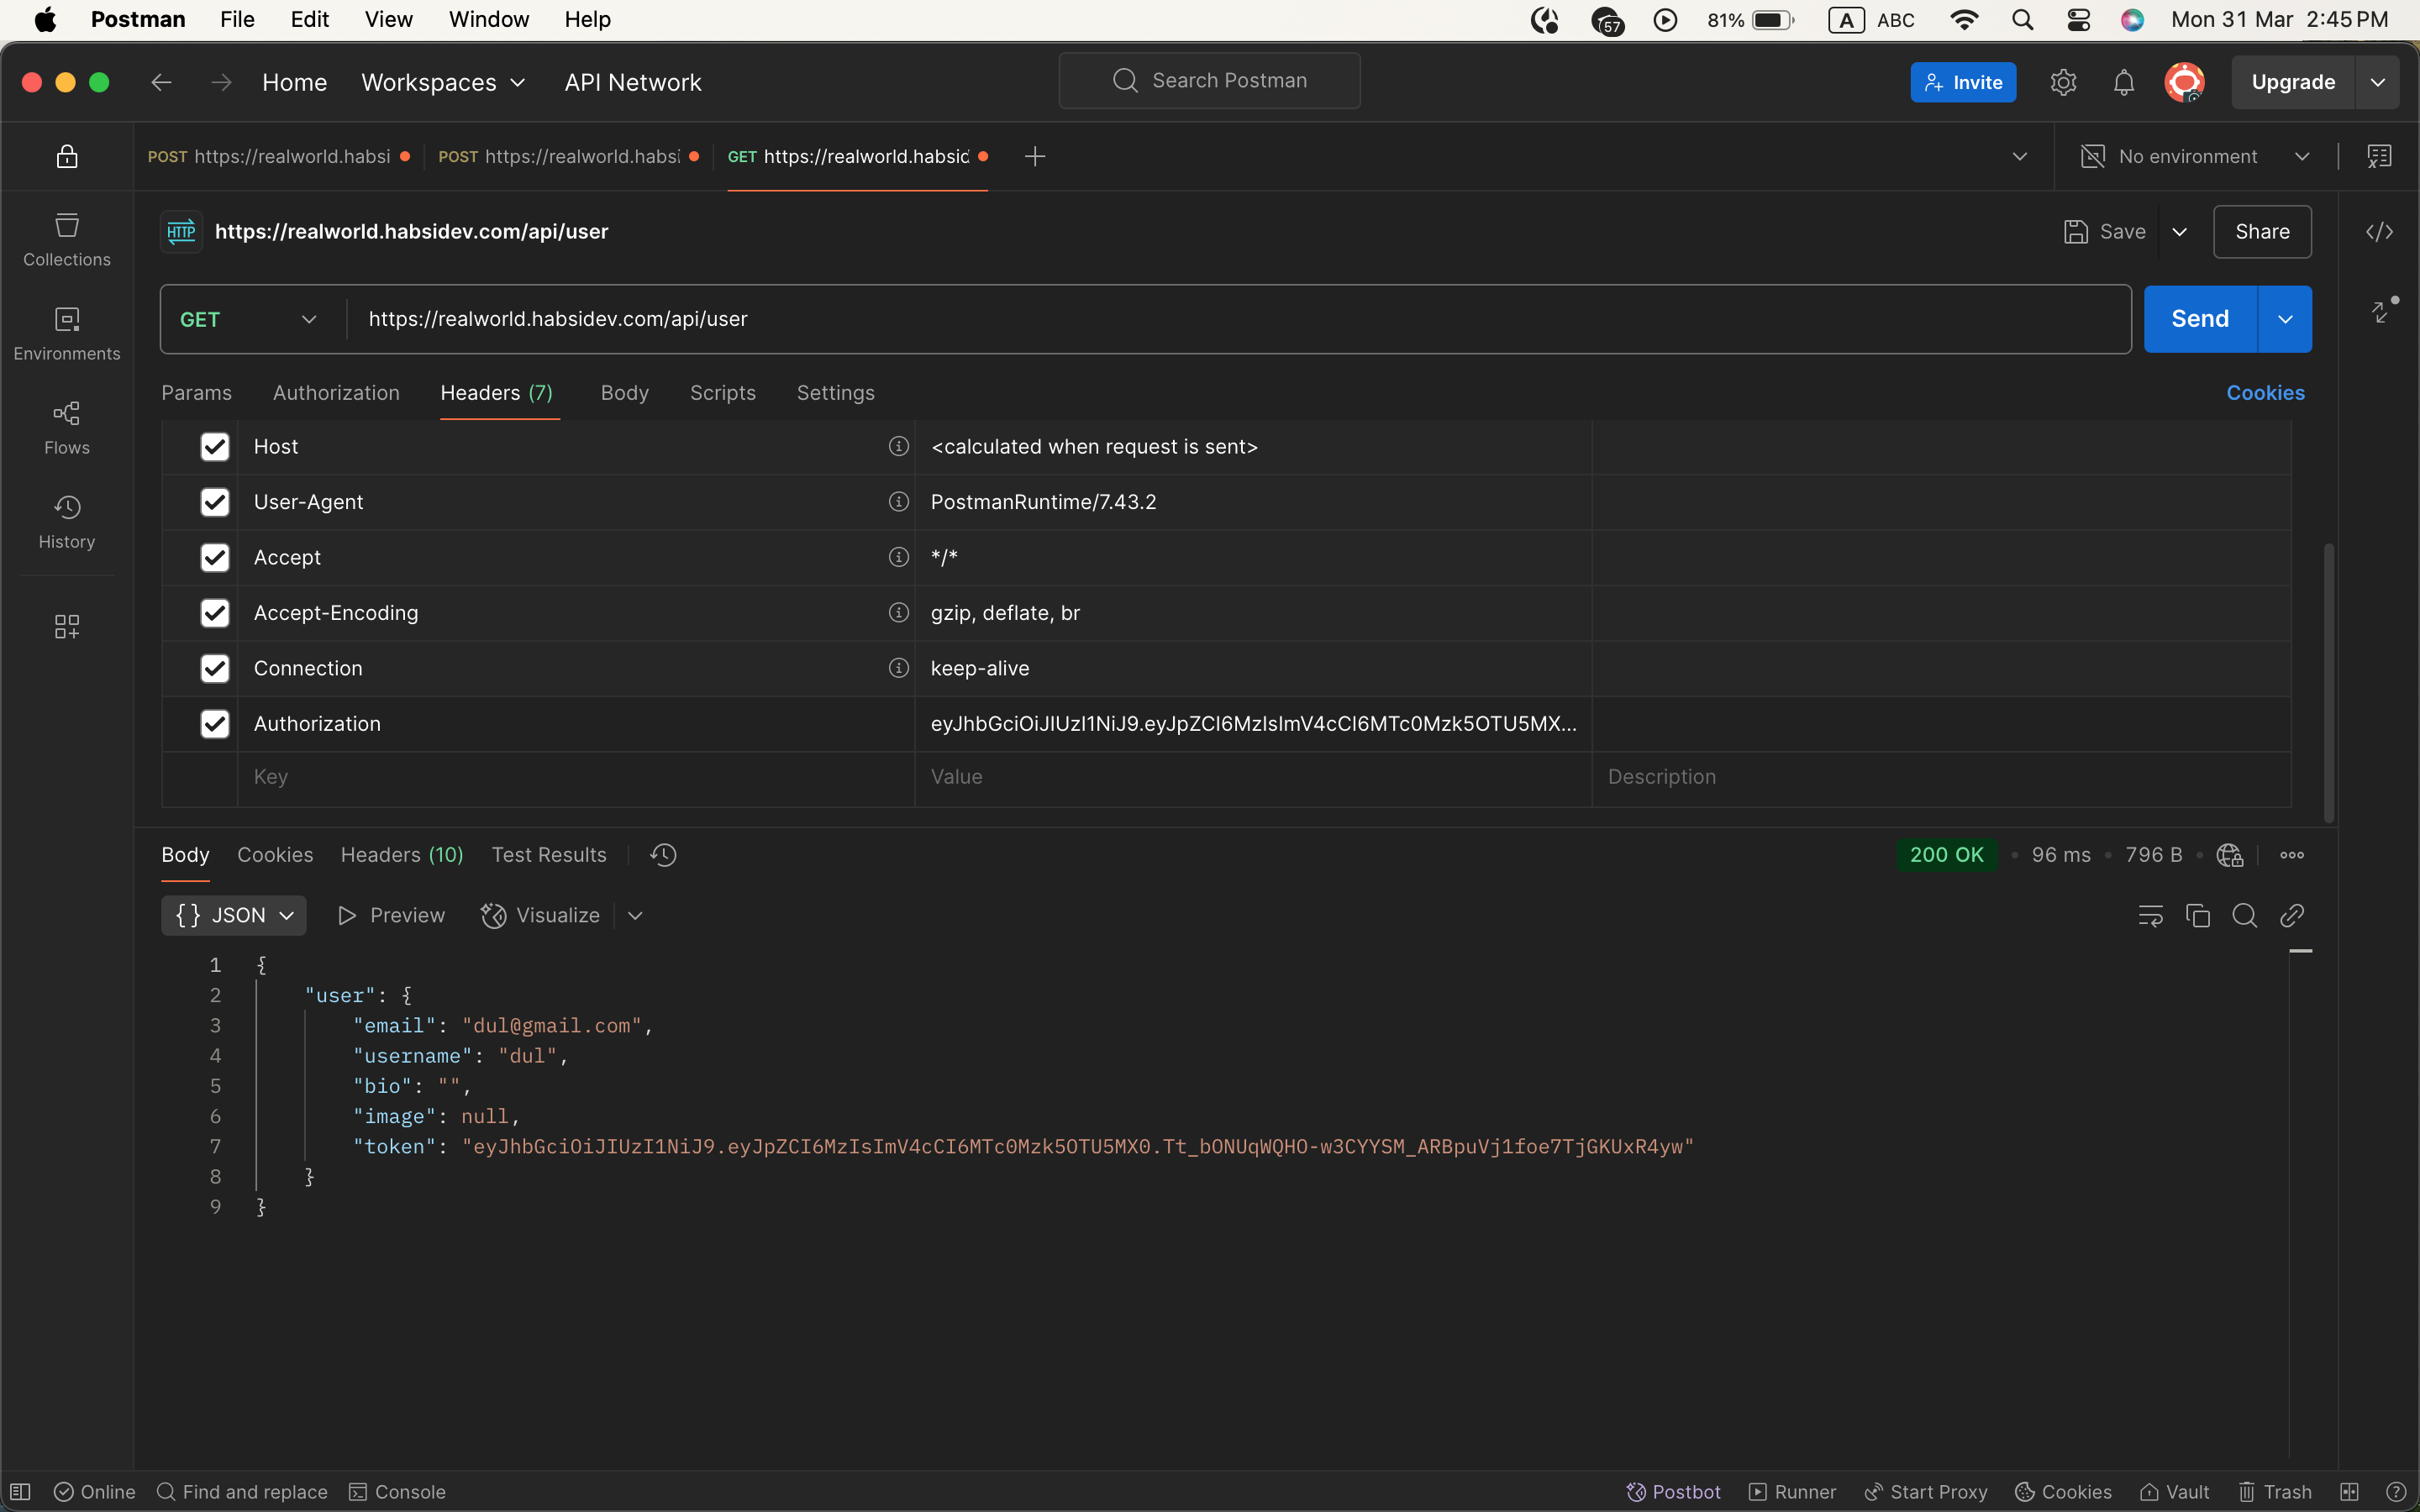 Postman File Edit View Window Help 57 81% A ABC Mon 31 Mar 2:45 PM
Home Workspaces API Network Search Postman Invite Upgrade
POST https://realworld.habsi POST https://realworld.habsi GET https://realworld.habsid No environment
HTTP https://realworld.habsidev.com/api/user Save Share
Collections
GET https://realworld.habsidev.com/api/user Send
Environments
Params Authorization Headers (7) Body Scripts Settings Cookies
Flows
Host <calculated when request is sent>
User-Agent PostmanRuntime/7.43.2
History
Accept */*
Accept-Encoding gzip, deflate, br
Connection keep-alive
Authorization eyJhbGciOiJIUzI1NiJ9.eyJpZCI6MzIsImV4cCI6MTc0Mzk5OTU5MX...
Key Value Description
Body Cookies Headers (10) Test Results 200 OK • 96 ms • 796 B •
{} JSON Preview Visualize
1 {
2 "user": {
3 "email": "dul@gmail.com",
4 "username": "dul",
5 "bio": "",
6 "image": null,
7 "token": "eyJhbGciOiJIUzI1NiJ9.eyJpZCI6MzIsImV4cCI6MTc0Mzk5OTU5MX0.Tt_bONUqWQHO-w3CYYSM_ARBpuVj1foe7TjGKUxR4yw"
8 }
9 }
Online Find and replace Console Postbot Runner Start Proxy Cookies Vault Trash